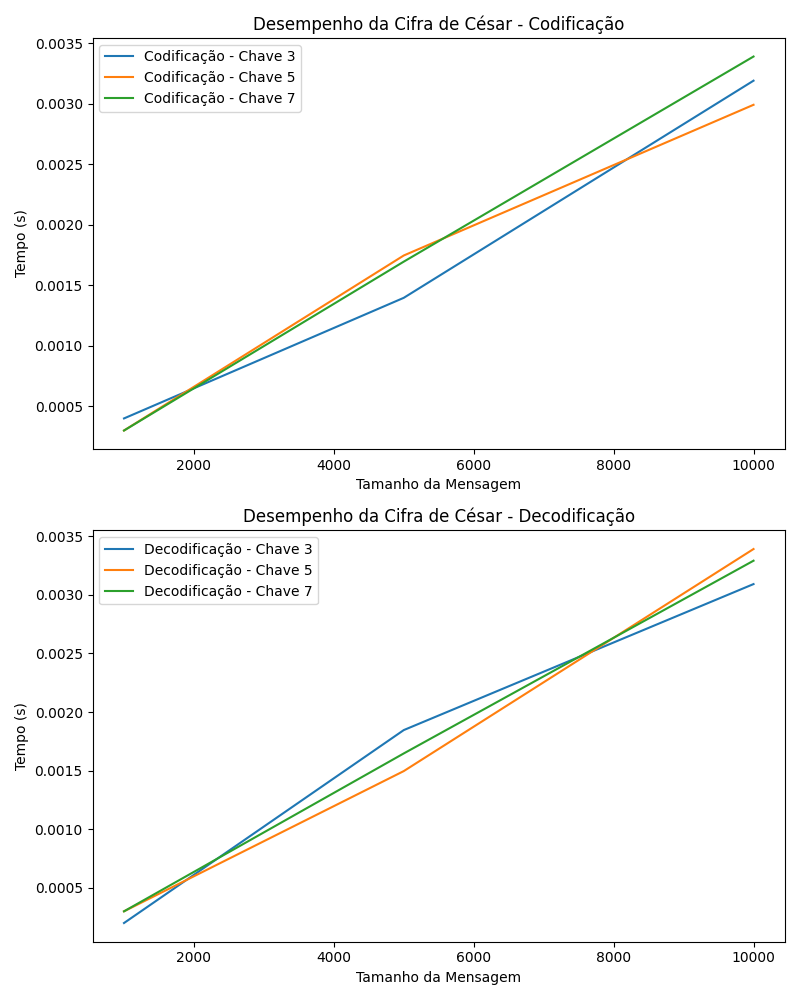 Desempenho da Cifra de César - Codificação
0.0035
Codificação - Chave 3
Codificação - Chave 5
Codificação - Chave 7
0.0030
0.0025
0.0020
Tempo (s)
0.0015
0.0010
0.0005
2000 4000 6000 8000 10000
Tamanho da Mensagem
Desempenho da Cifra de César - Decodificação
0.0035
Decodificação - Chave 3
Decodificação - Chave 5
Decodificação - Chave 7
0.0030
0.0025
0.0020
Tempo (s)
0.0015
0.0010
0.0005
2000 4000 6000 8000 10000
Tamanho da Mensagem